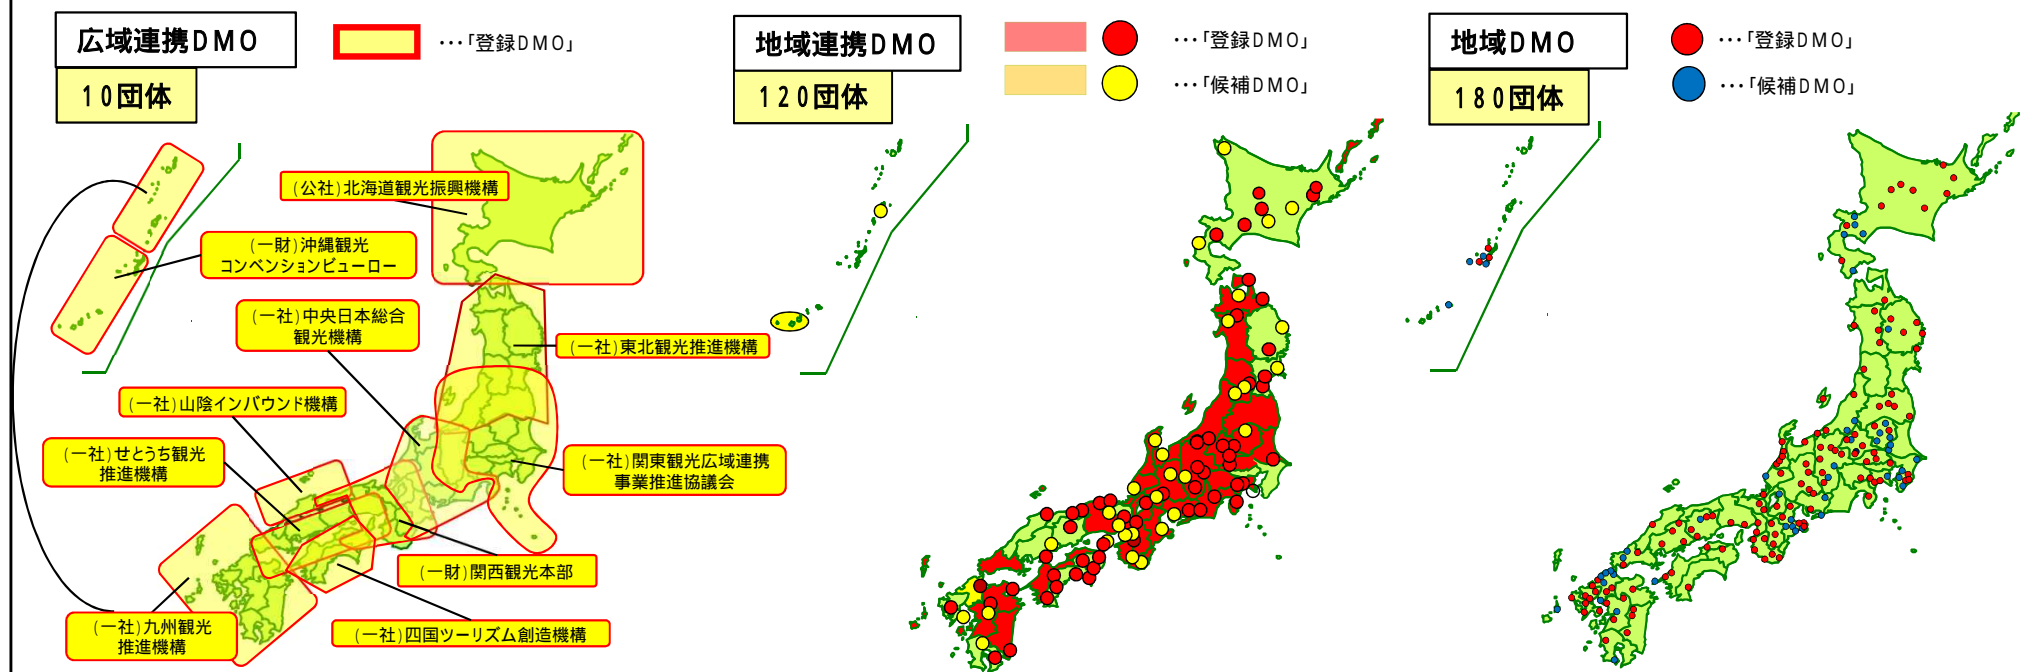 広域連携DMO
10団体
…「登録DMO」
(公社)北海道観光振興機構
(一財)沖縄観光
コンベンションビューロー
(一社)中央日本総合
観光機構
(一社)東北観光推進機構
(一社)山陰インバウンド機構
(一社)せとうち観光
推進機構
(一社)関東観光広域連携
事業推進協議会
(一財)関西観光本部
(一社)九州観光
推進機構
(一社)四国ツーリズム創造機構
地域連携DMO
120団体
…「登録DMO」
…「候補DMO」
地域DMO
180団体
…「登録DMO」
…「候補DMO」